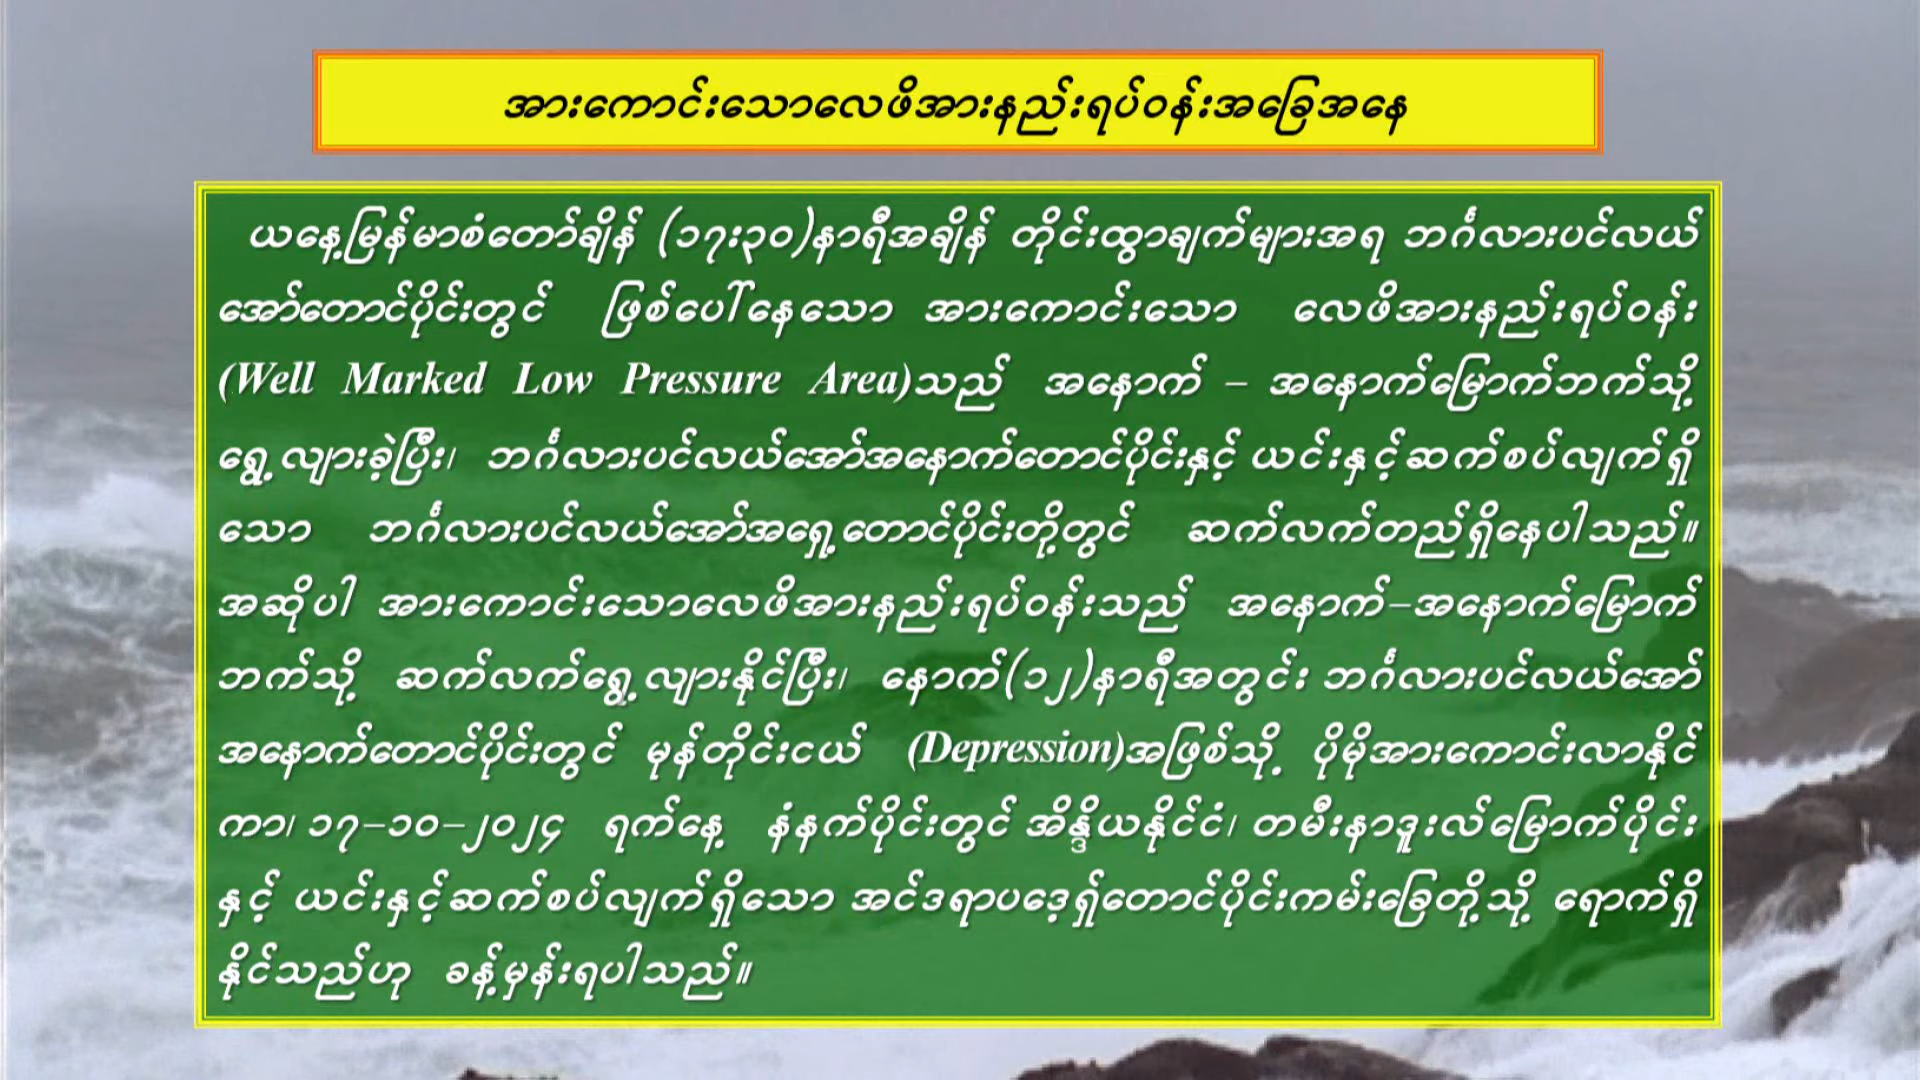 အားကောင်းသောလေဖိအားနည်းရပ်ဝန်းအခြေအနေ
ယနေ့မြန်မာစံတော်ချိန် (၁၇း၃၀)နာရီအချိန် တိုင်းထွာချက်များအရ ဘင်္ဂလားပင်လယ်
အော်တောင်ပိုင်းတွင် ဖြစ်ပေါ်နေသော အားကောင်းသော လေဖိအားနည်းရပ်ဝန်း
(Well Marked Low Pressure Area)သည် အနောက် – အနောက်မြောက်ဘက်သို့
ရွေ့လျားခဲ့ပြီး၊ ဘင်္ဂလားပင်လယ်အော်အနောက်တောင်ပိုင်းနှင့် ယင်းနှင့်ဆက်စပ်လျက်ရှိ
သော ဘင်္ဂလားပင်လယ်အော်အရှေ့တောင်ပိုင်းတို့တွင် ဆက်လက်တည်ရှိနေပါသည်။
အဆိုပါ အားကောင်းသောလေဖိအားနည်းရပ်ဝန်းသည် အနောက်–အနောက်မြောက်
ဘက်သို့ ဆက်လက်ရွေ့လျားနိုင်ပြီး၊ နောက်(၁၂)နာရီအတွင်း ဘင်္ဂလားပင်လယ်အော်
အနောက်တောင်ပိုင်းတွင် မုန်တိုင်းငယ် (Depression)အဖြစ်သို့ ပိုမိုအားကောင်းလာနိုင်
ကာ၊ ၁၇–၁၀–၂၀၂၄ ရက်နေ့ နံနက်ပိုင်းတွင် အိန္ဒိယနိုင်ငံ၊ တမီးနာဒူးလ်မြောက်ပိုင်း
နှင့် ယင်းနှင့်ဆက်စပ်လျက်ရှိသော အင်ဒရာပဒေ့ရှ်တောင်ပိုင်းကမ်းခြေတို့သို့ ရောက်ရှိ
နိုင်သည်ဟု ခန့်မှန်းရပါသည်။